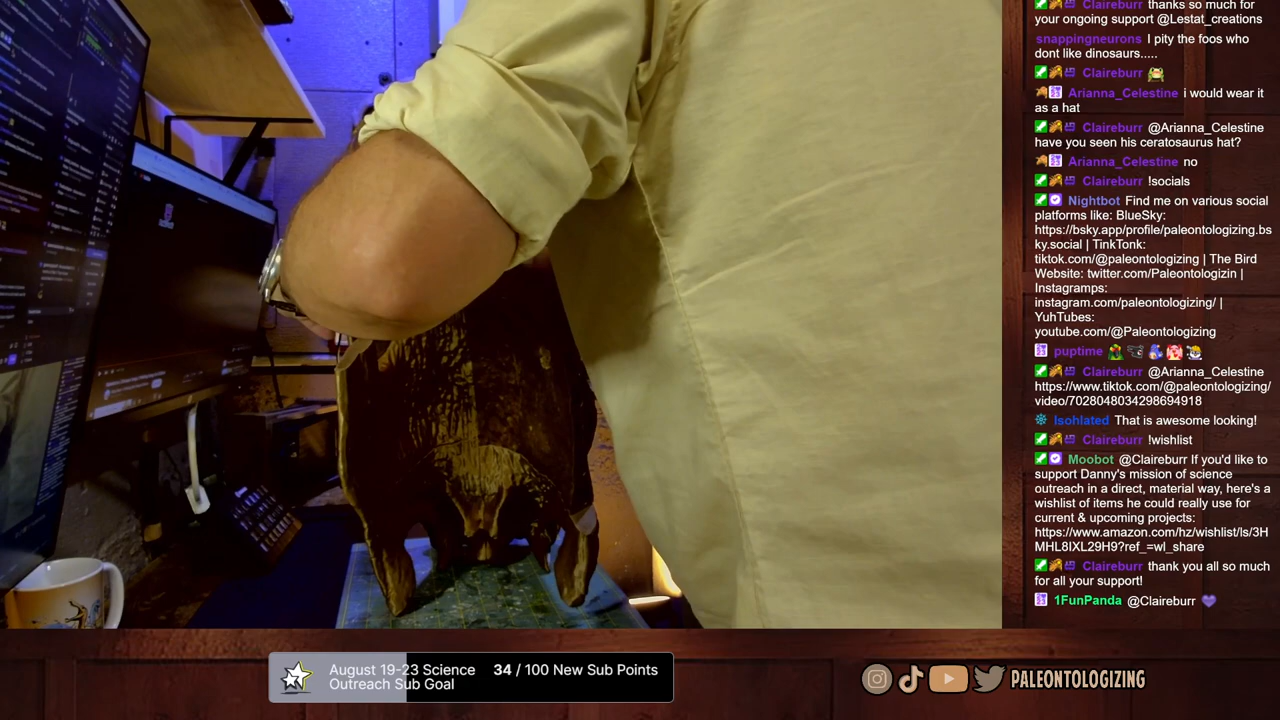 Claireburr thanks so much for
your ongoing support @Lestat_creations
snappingneurons I pity the foos who
dont like dinosaurs.....
Claireburr
Arianna_Celestine i would wear it
as a hat
Claireburr @Arianna_Celestine
have you seen his ceratosaurus hat?
Arianna_Celestine no
Claireburr !socials
Nightbot Find me on various social
platforms like: BlueSky:
https://bsky.app/profile/paleontologizing.bs
ky.social | TinkTonk:
tiktok.com/@paleontologizing | The Bird
Website: twitter.com/Paleontologizin |
Instagramps:
instagram.com/paleontologizing/ |
YuhTubes:
youtube.com/@Paleontologizing
puptime
Claireburr @Arianna_Celestine
https://www.tiktok.com/@paleontologizing/
video/7028048034298694918
Isohlated That is awesome looking!
Claireburr !wishlist
Moobot @Claireburr If you'd like to
support Danny's mission of science
outreach in a direct, material way, here's a
wishlist of items he could really use for
current & upcoming projects:
https://www.amazon.com/hz/wishlist/ls/3H
MHL8IXL29H9?ref_=wl_share
Claireburr thank you all so much
for all your support!
1FunPanda @Claireburr
August 19-23 Science 34 / 100 New Sub Points
Outreach Sub Goal
PALEONTOLOGIZING